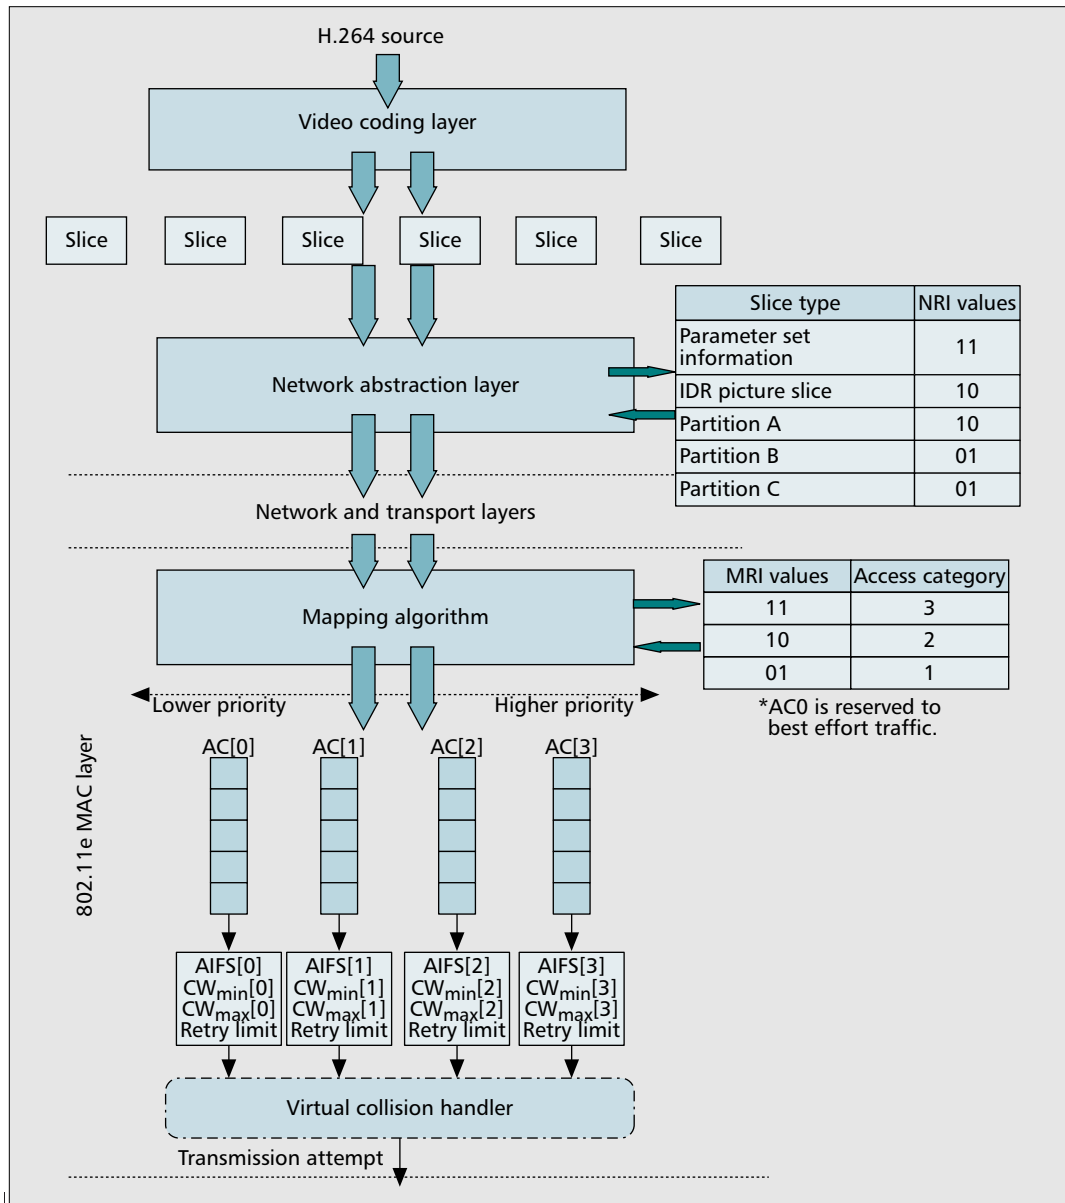 H.264 source
Video coding layer
Slice
Slice
Slice
Slice
Slice
Slice
Slice type NRI values
Parameter set
information 11
IDR picture slice 10
Partition A 10
Partition B 01
Partition C 01
Network abstraction layer
Network and transport layers
Mapping algorithm
MRI values Access category
11 3
10 2
01 1
*AC0 is reserved to
best effort traffic.
Lower priority
Higher priority
802.11e MAC layer
AC[0]
AC[1]
AC[2]
AC[3]
AIFS[0]
CWmin[0]
CWmax[0]
Retry limit
AIFS[1]
CWmin[1]
CWmax[1]
Retry limit
AIFS[2]
CWmin[2]
CWmax[2]
Retry limit
AIFS[3]
CWmin[3]
CWmax[3]
Retry limit
Virtual collision handler
Transmission attempt